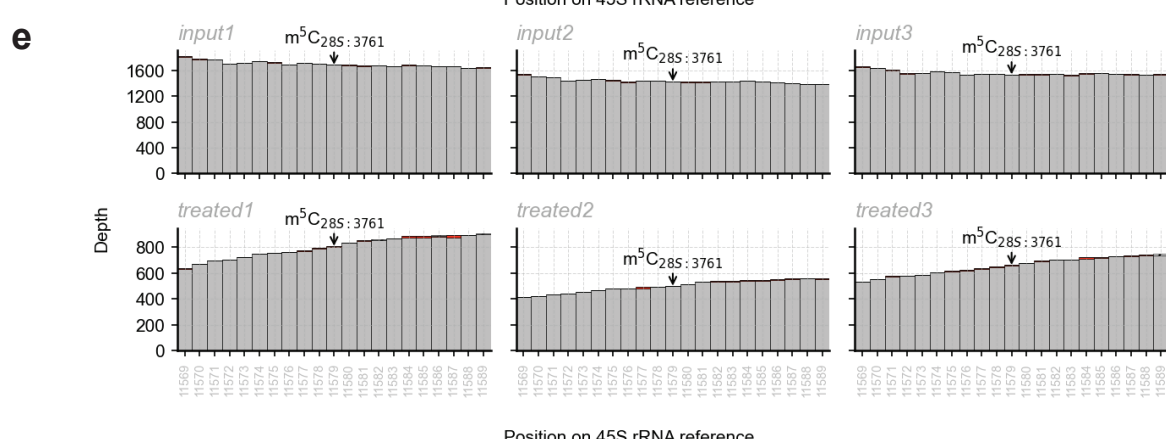 Position on 45S rRNA reference
e
input1
m⁵C₂₈S : ₃₇₆₁
input2
m⁵C₂₈S : ₃₇₆₁
input3
m⁵C₂₈S : ₃₇₆₁
1600
1200
800
400
0
treated1
m⁵C₂₈S : ₃₇₆₁
treated2
m⁵C₂₈S : ₃₇₆₁
treated3
m⁵C₂₈S : ₃₇₆₁
Depth
800
600
400
200
0
11569 11570 11571 11572 11573 11574 11575 11576 11577 11578 11579 11580 11581 11582 11583 11584 11585 11586 11587 11588 11589
11569 11570 11571 11572 11573 11574 11575 11576 11577 11578 11579 11580 11581 11582 11583 11584 11585 11586 11587 11588 11589
11569 11570 11571 11572 11573 11574 11575 11576 11577 11578 11579 11580 11581 11582 11583 11584 11585 11586 11587 11588 11589
Position on 45S rRNA reference